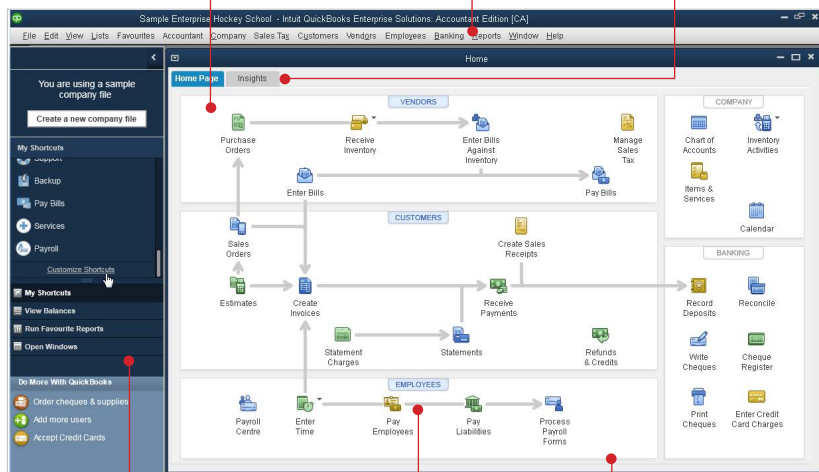 qb
Sample Enterprise Hockey School - Intuit QuickBooks Enterprise Solutions: Accountant Edition [CA]
File Edit View Lists Favourites Accountant Company Sales Tax Customers Vendors Employees Banking Reports Window Help
Home
You are using a sample
company file
Create a new company file
My Shortcuts
Support
Backup
Pay Bills
Services
Payroll
Customize Shortcuts
My Shortcuts
View Balances
Run Favourite Reports
Open Windows
Do More With QuickBooks
Order cheques & supplies
Add more users
Accept Credit Cards
Home Page Insights
VENDORS
Purchase
Orders
Receive
Inventory
Enter Bills
Against
Inventory
Manage
Sales
Tax
Enter Bills
Pay Bills
CUSTOMERS
Sales
Orders
Create Sales
Receipts
Estimates
Create
Invoices
Receive
Payments
Statement
Charges
Statements
Refunds
& Credits
EMPLOYEES
Payroll
Centre
Enter
Time
Pay
Employees
Pay
Liabilities
Process
Payroll
Forms
COMPANY
Chart of
Accounts
Inventory
Activities
Items &
Services
Calendar
BANKING
Record
Deposits
Reconcile
Write
Cheques
Cheque
Register
Print
Cheques
Enter Credit
Card Charges